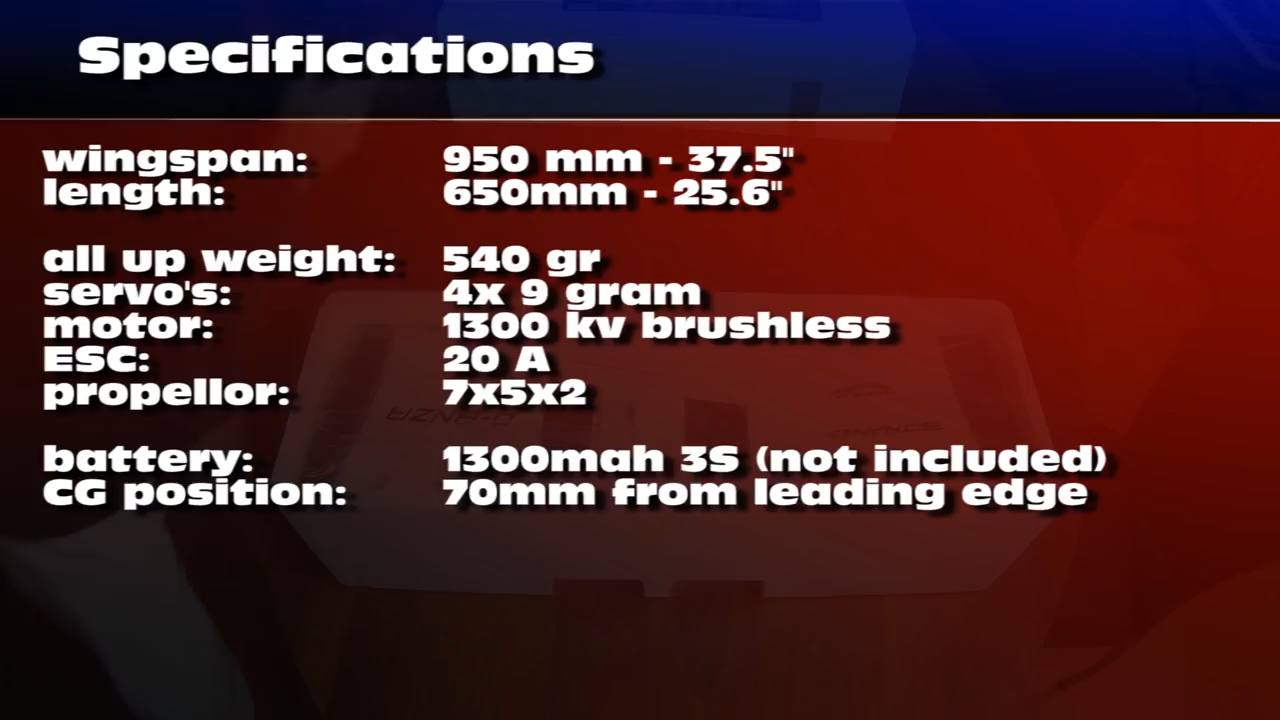 Specifications
wingspan: 950 mm - 37.5"
length: 650mm - 25.6"
all up weight: 540 gr
servo's: 4x 9 gram
motor: 1300 kv brushless
ESC: 20 A
propellor: 7x5x2
battery: 1300mah 3S (not included)
CG position: 70mm from leading edge